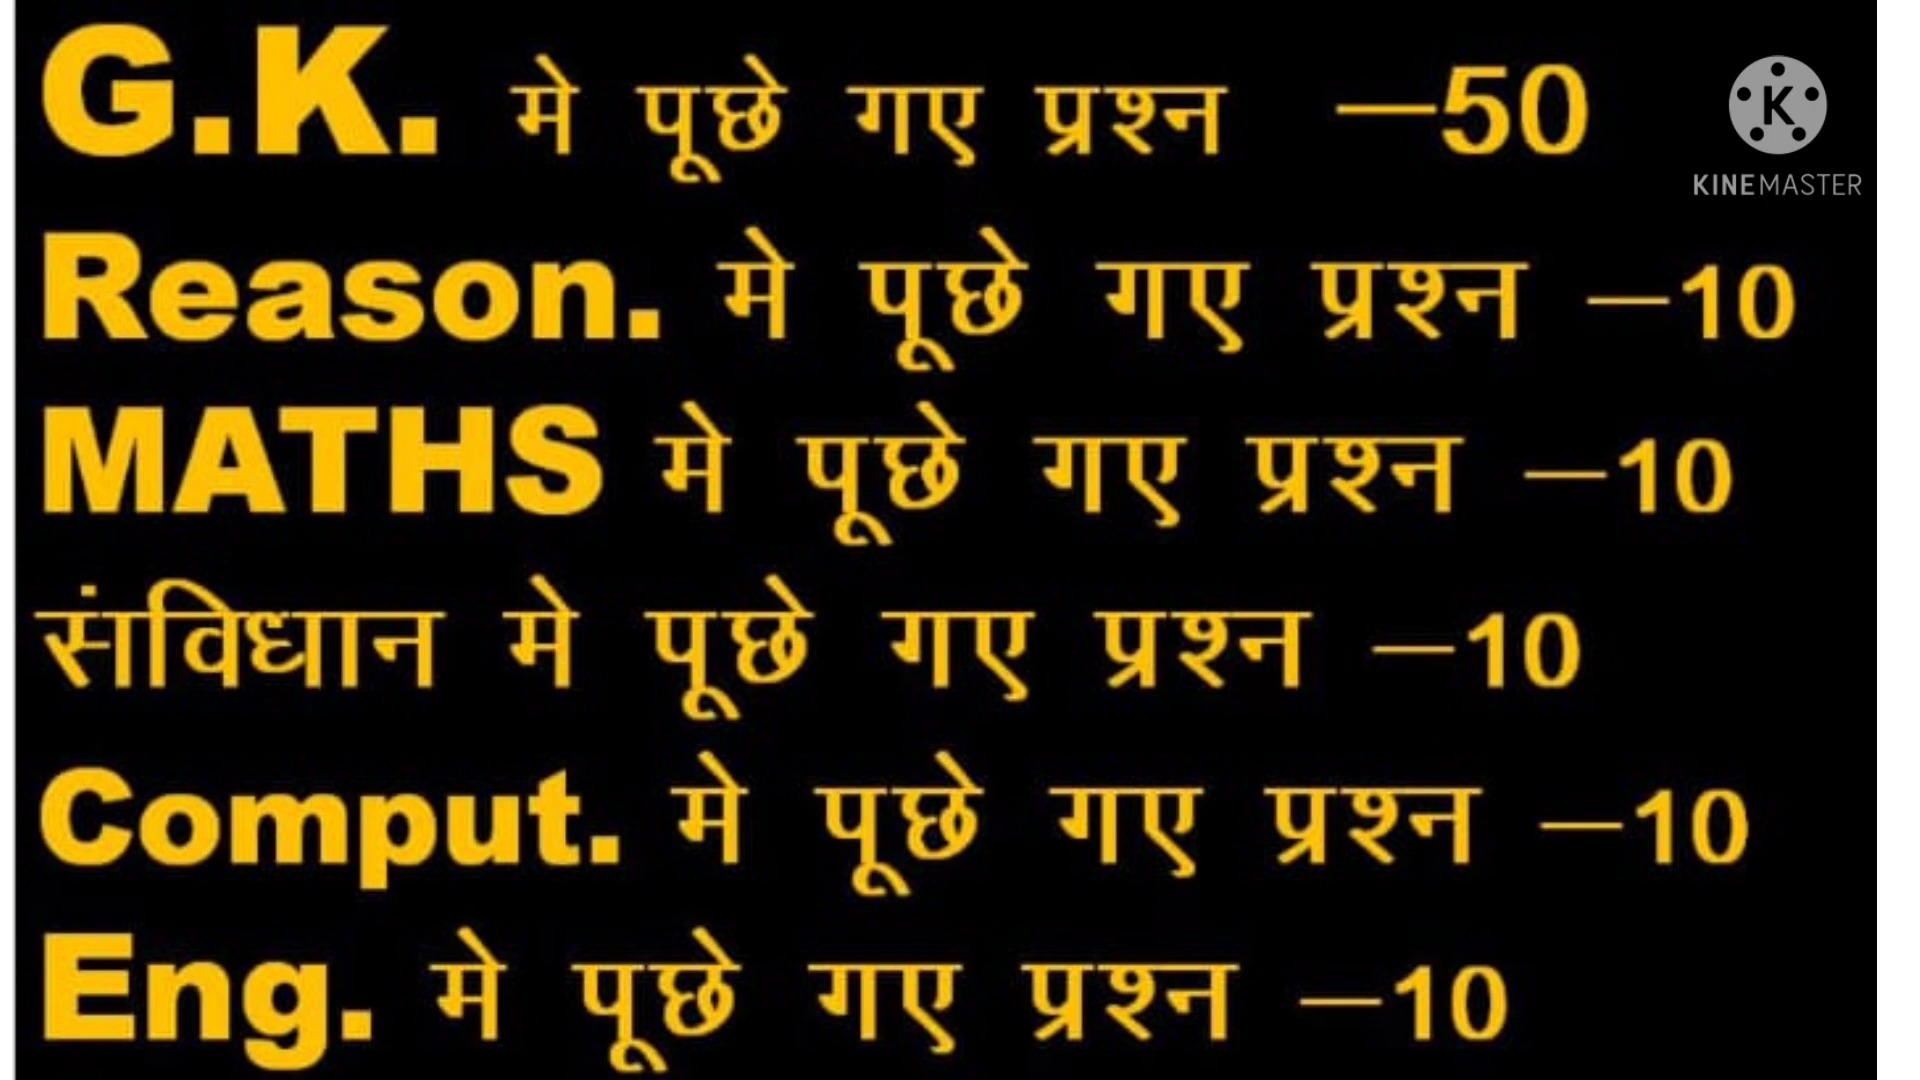 G.K. मे पूछे गए प्रश्न —50
KINEMASTER
Reason. मे पूछे गए प्रश्न —10
MATHS मे पूछे गए प्रश्न —10
संविधान मे पूछे गए प्रश्न —10
Comput. मे पूछे गए प्रश्न —10
Eng. मे पूछे गए प्रश्न —10